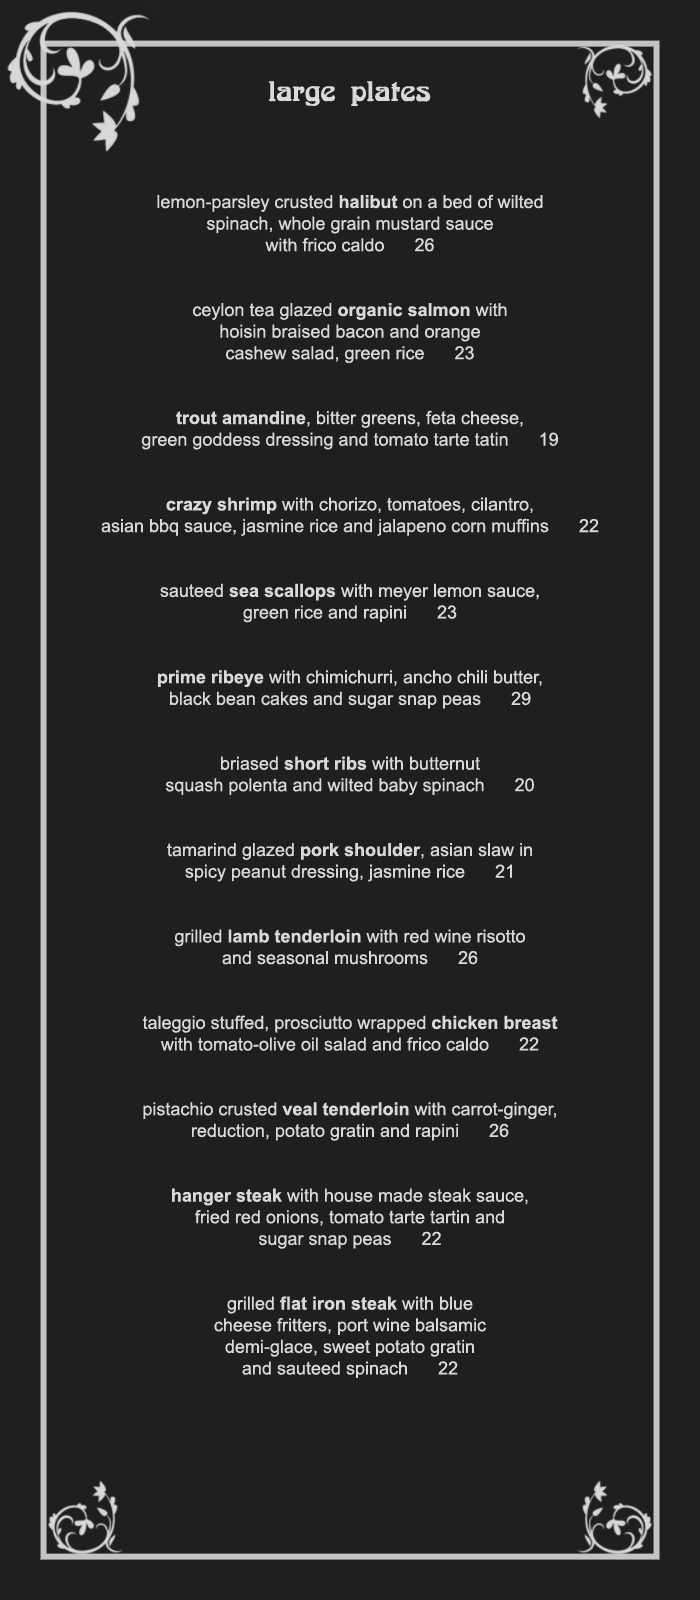 large plates
lemon-parsley crusted halibut on a bed of wilted
spinach, whole grain mustard sauce
with frico caldo 26
ceylon tea glazed organic salmon with
hoisin braised bacon and orange
cashew salad, green rice 23
trout amandine, bitter greens, feta cheese,
green goddess dressing and tomato tarte tatin 19
crazy shrimp with chorizo, tomatoes, cilantro,
asian bbq sauce, jasmine rice and jalapeno corn muffins 22
sauteed sea scallops with meyer lemon sauce,
green rice and rapini 23
prime ribeye with chimichurri, ancho chili butter,
black bean cakes and sugar snap peas 29
briased short ribs with butternut
squash polenta and wilted baby spinach 20
tamarind glazed pork shoulder, asian slaw in
spicy peanut dressing, jasmine rice 21
grilled lamb tenderloin with red wine risotto
and seasonal mushrooms 26
taleggio stuffed, prosciutto wrapped chicken breast
with tomato-olive oil salad and frico caldo 22
pistachio crusted veal tenderloin with carrot-ginger,
reduction, potato gratin and rapini 26
hanger steak with house made steak sauce,
fried red onions, tomato tarte tartin and
sugar snap peas 22
grilled flat iron steak with blue
cheese fritters, port wine balsamic
demi-glace, sweet potato gratin
and sauteed spinach 22